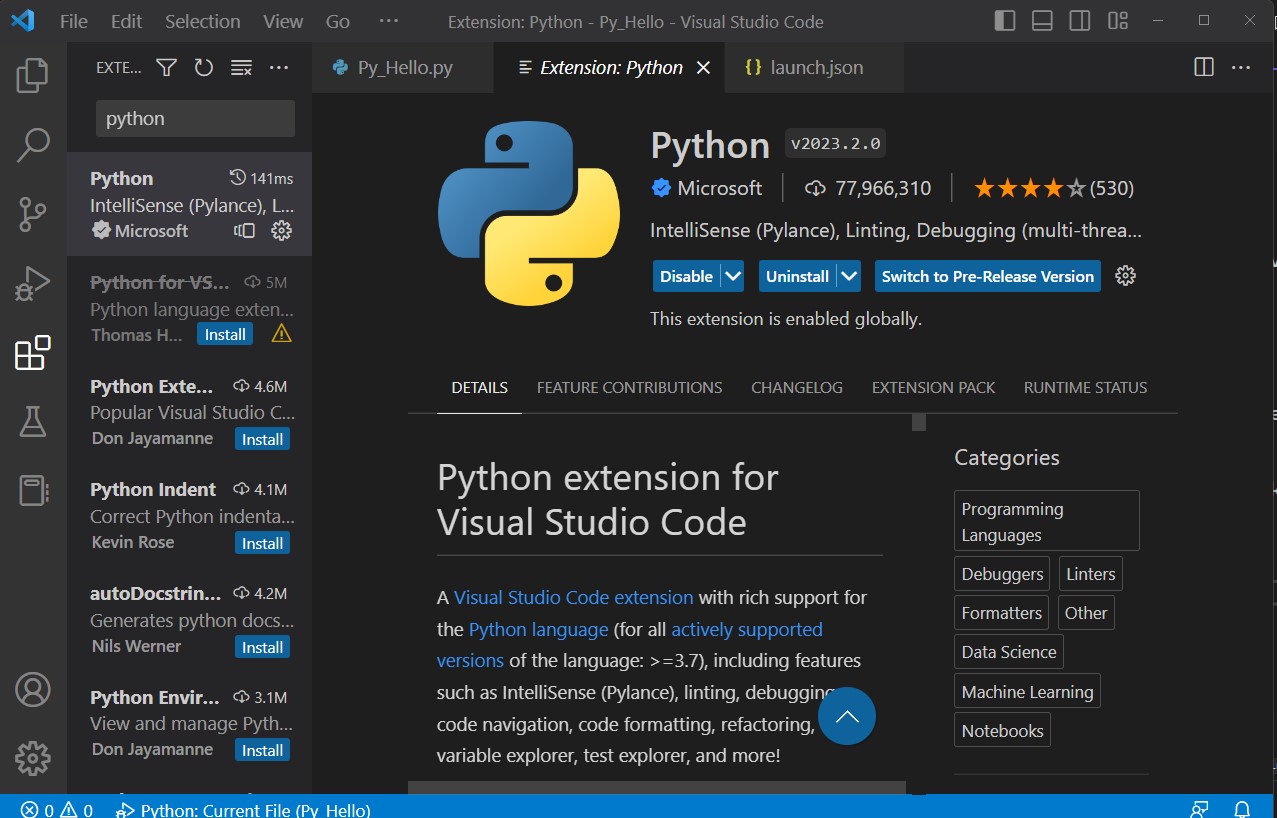 File Edit Selection View Go ··· Extension: Python - Py_Hello - Visual Studio Code
EXTE...
Py_Hello.py
Extension: Python
launch.json
python
Python 141ms
IntelliSense (Pylance), L...
Microsoft
Python for VS... 5M
Python language exten...
Thomas H... Install
Python Exte... 4.6M
Popular Visual Studio C...
Don Jayamanne Install
Python Indent 4.1M
Correct Python indenta...
Kevin Rose Install
autoDocstrin... 4.2M
Generates python docs...
Nils Werner Install
Python Envir... 3.1M
View and manage Pyth...
Don Jayamanne Install
Python v2023.2.0
Microsoft 77,966,310 (530)
IntelliSense (Pylance), Linting, Debugging (multi-threa...
Disable Uninstall Switch to Pre-Release Version
This extension is enabled globally.
DETAILS FEATURE CONTRIBUTIONS CHANGELOG EXTENSION PACK RUNTIME STATUS
Python extension for
Visual Studio Code
A Visual Studio Code extension with rich support for
the Python language (for all actively supported
versions of the language: >=3.7), including features
such as IntelliSense (Pylance), linting, debugging,
code navigation, code formatting, refactoring,
variable explorer, test explorer, and more!
Categories
Programming
Languages
Debuggers Linters
Formatters Other
Data Science
Machine Learning
Notebooks
0 0 Python: Current File (Py_Hello)